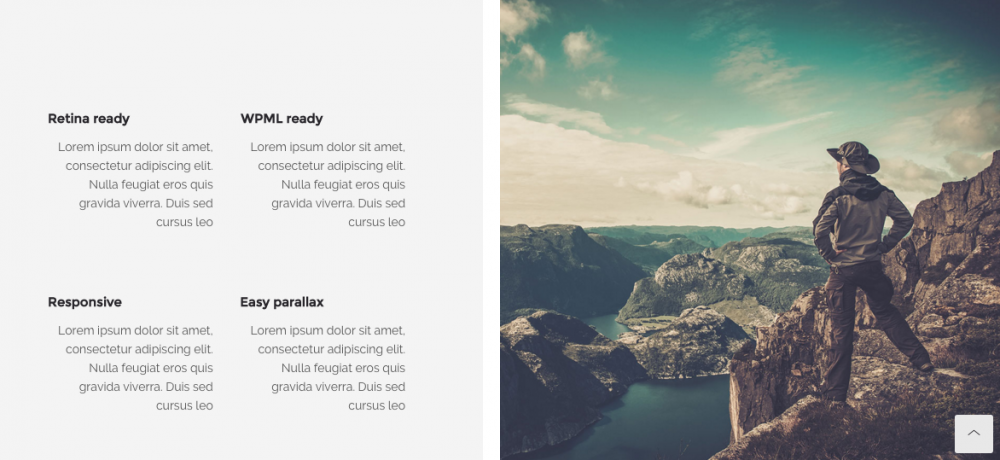 Retina ready
Lorem ipsum dolor sit amet,
consectetur adipiscing elit.
Nulla feugiat eros quis
gravida viverra. Duis sed
cursus leo
WPML ready
Lorem ipsum dolor sit amet,
consectetur adipiscing elit.
Nulla feugiat eros quis
gravida viverra. Duis sed
cursus leo
Responsive
Lorem ipsum dolor sit amet,
consectetur adipiscing elit.
Nulla feugiat eros quis
gravida viverra. Duis sed
cursus leo
Easy parallax
Lorem ipsum dolor sit amet,
consectetur adipiscing elit.
Nulla feugiat eros quis
gravida viverra. Duis sed
cursus leo